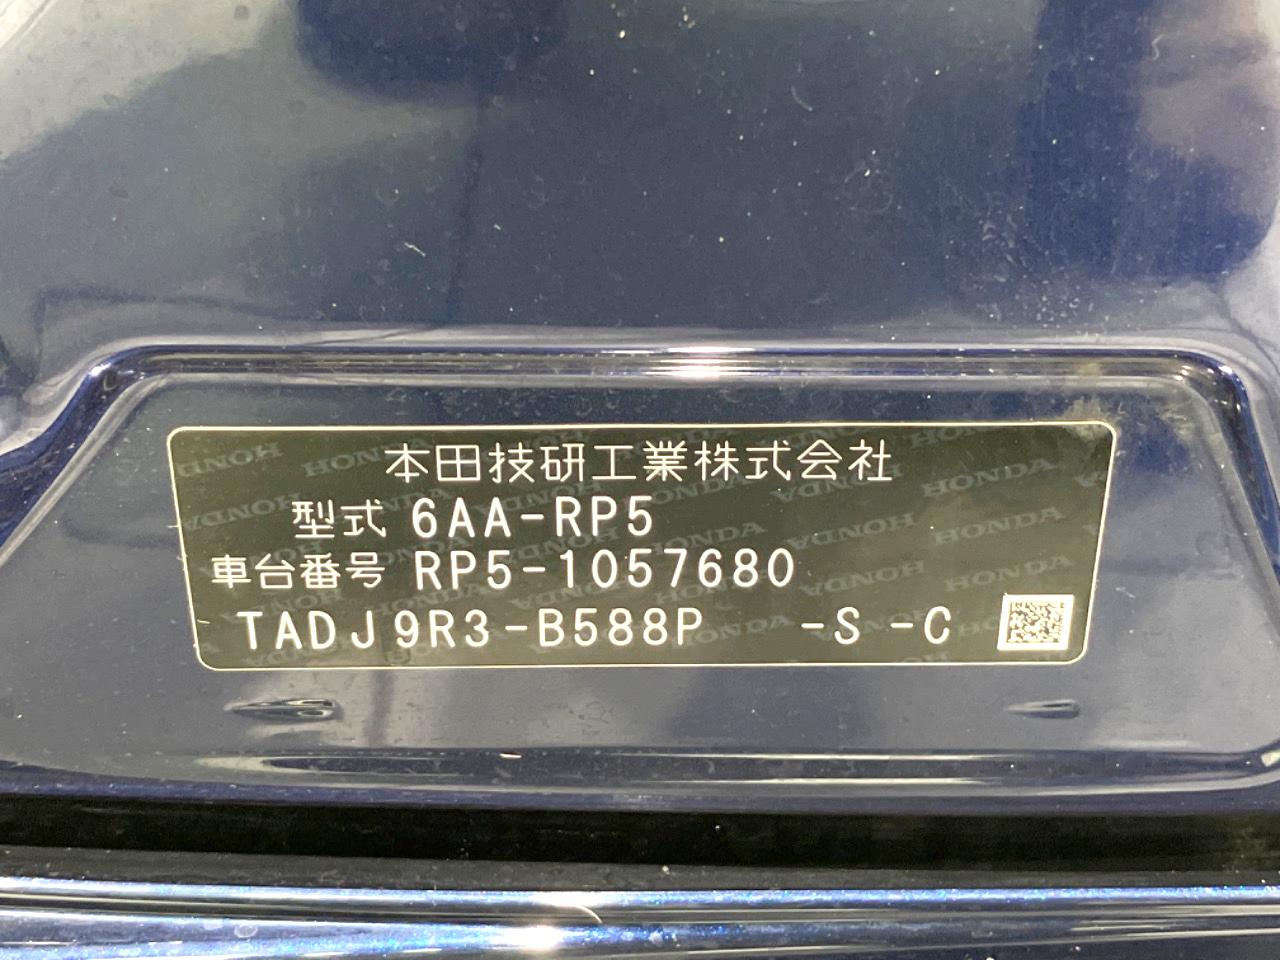 本田技研工業株式会社
型式 6AA-RP5
車台番号 RP5-1057680
TADJ9R3-B588P -S -C